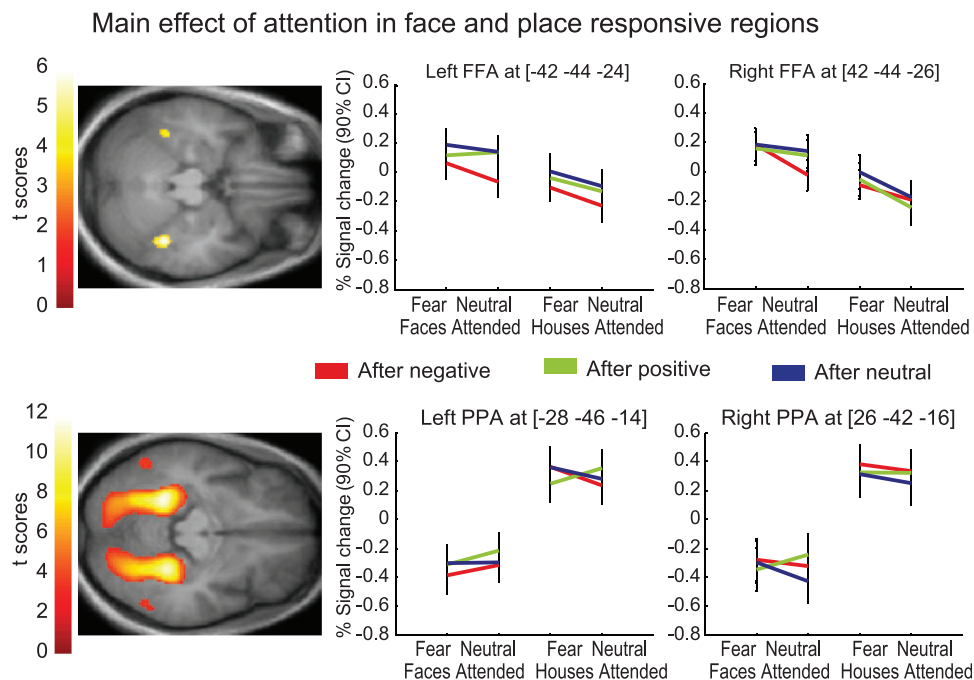 Main effect of attention in face and place responsive regions
t scores
6
5
4
3
2
1
0
% Signal change (90% CI)
Left FFA at [-42 -44 -24]
0.6
0.4
0.2
0
-0.2
-0.4
-0.6
-0.8
Fear Neutral Fear Neutral
Faces Attended Houses Attended
Right FFA at [42 -44 -26]
0.6
0.4
0.2
0
-0.2
-0.4
-0.6
-0.8
Fear Neutral Fear Neutral
Faces Attended Houses Attended
After negative After positive After neutral
t scores
12
10
8
6
4
2
0
% Signal change (90% CI)
Left PPA at [-28 -46 -14]
0.6
0.4
0.2
0
-0.2
-0.4
-0.6
-0.8
Fear Neutral Fear Neutral
Faces Attended Houses Attended
Right PPA at [26 -42 -16]
0.6
0.4
0.2
0
-0.2
-0.4
-0.6
-0.8
Fear Neutral Fear Neutral
Faces Attended Houses Attended